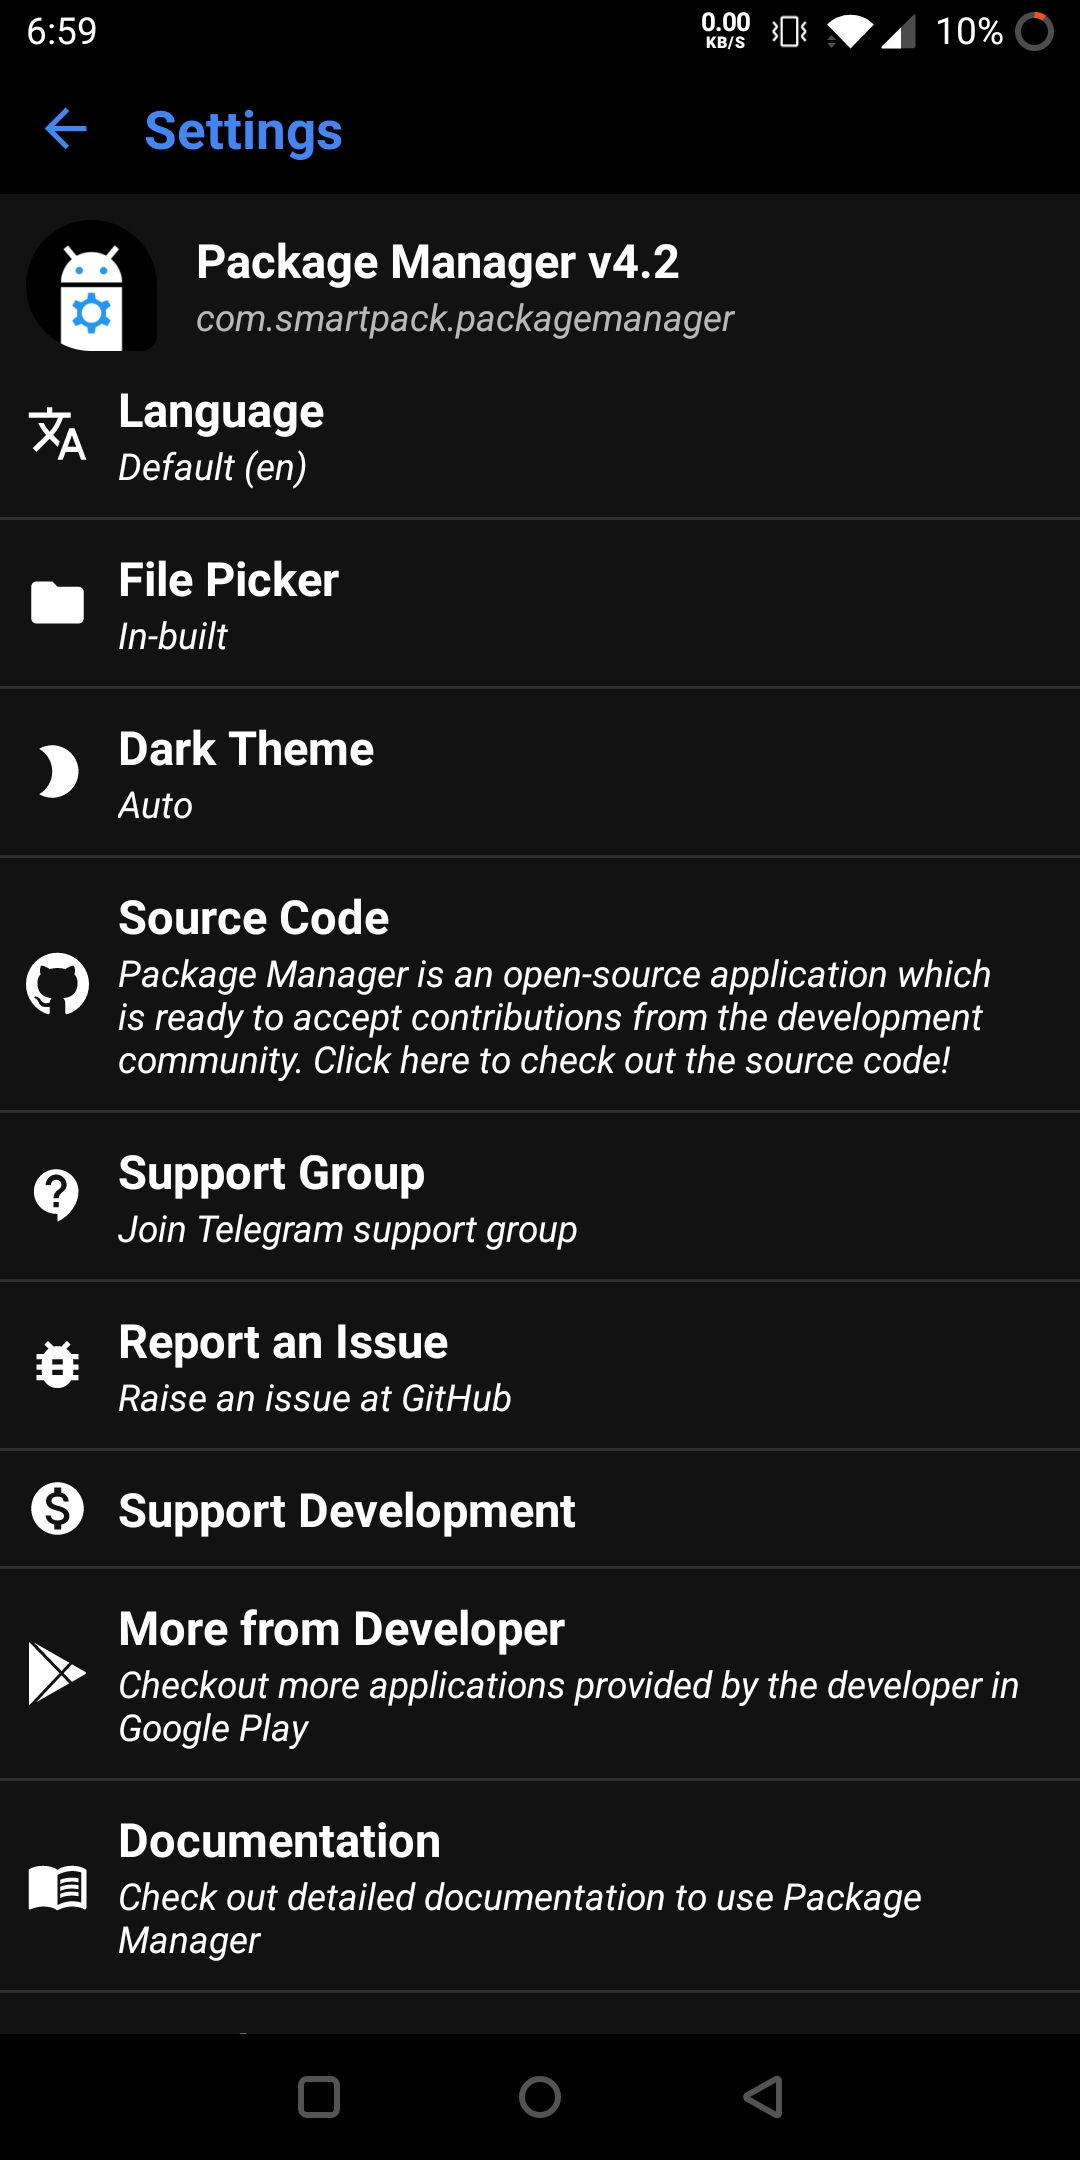 6:59
0.00
KB/S
10%
Settings
Package Manager v4.2
com.smartpack.packagemanager
Language
Default (en)
File Picker
In-built
Dark Theme
Auto
Source Code
Package Manager is an open-source application which
is ready to accept contributions from the development
community. Click here to check out the source code!
Support Group
Join Telegram support group
Report an Issue
Raise an issue at GitHub
Support Development
More from Developer
Checkout more applications provided by the developer in
Google Play
Documentation
Check out detailed documentation to use Package
Manager